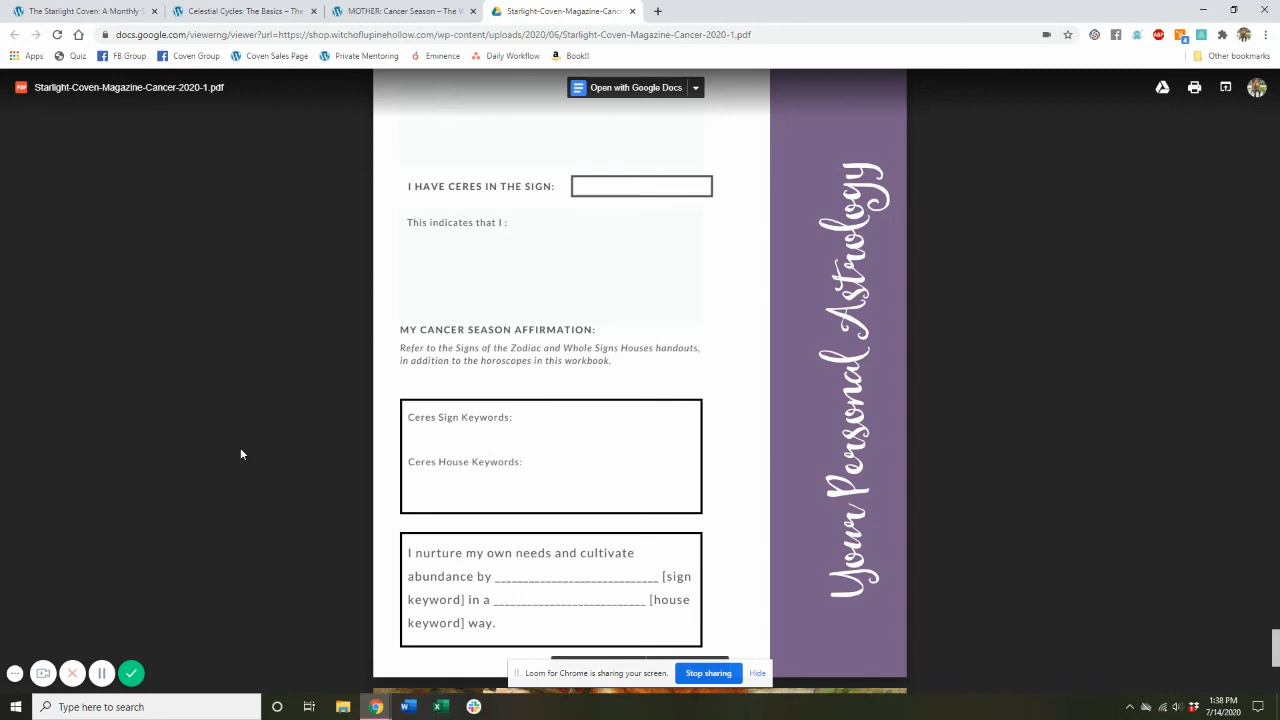 The Starlight Coven: A Monthly S
Celestial Cycles: The Basics – The
MOTHER: Cancer Season – The W
Starlight-Coven-Magazine-Cance
docs.google.com/viewerng/viewer?url=https://shop.witchoflupinehollow.com/wp-content/uploads/2020/06/Starlight-Coven-Magazine-Cancer-2020-1.pdf
Apps
Quiz
FB Group
Coven Group
Coven Sales Page
Private Mentoring
Eminence
Daily Workflow
Book!!
Other bookmarks
PDF
Starlight-Coven-Magazine-Cancer-2020-1.pdf
Open with Google Docs
I HAVE CERES IN THE SIGN:
This indicates that I :
MY CANCER SEASON AFFIRMATION:
Refer to the Signs of the Zodiac and Whole Signs Houses handouts,
in addition to the horoscopes in this workbook.
Ceres Sign Keywords:
Ceres House Keywords:
I nurture my own needs and cultivate
abundance by ____________________________ [sign
keyword] in a __________________________ [house
keyword] way.
Your Personal Astrology
Loom for Chrome is sharing your screen.
Stop sharing
Hide
Type here to search
1:38 PM
7/14/2020